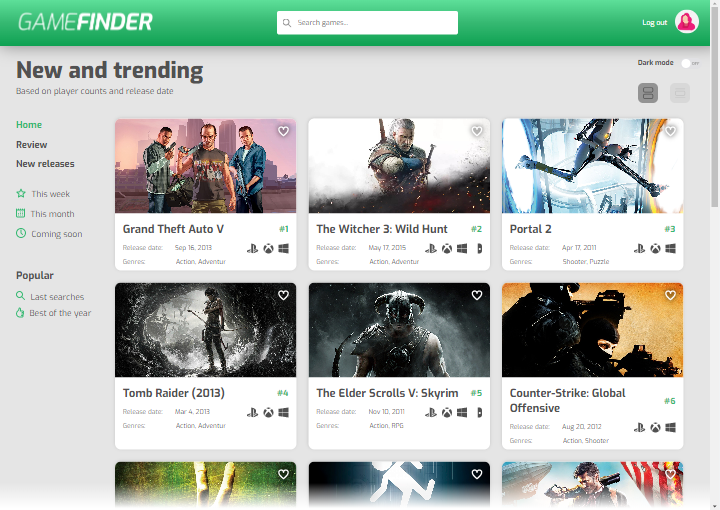 GAMEFINDER
Search games...
Log out
New and trending
Based on player counts and release date
Dark mode
Home
Review
New releases
This week
This month
Coming soon
Popular
Last searches
Best of the year
Grand Theft Auto V #1
Release date: Sep 16, 2013
Genres: Action, Adventur
The Witcher 3: Wild Hunt #2
Release date: May 17, 2015
Genres: Action, Adventur
Portal 2 #3
Release date: Apr 17, 2011
Genres: Shooter, Puzzle
Tomb Raider (2013) #4
Release date: Mar 4, 2013
Genres: Action, Adventur
The Elder Scrolls V: Skyrim #5
Release date: Nov 10, 2011
Genres: Action, RPG
Counter-Strike: Global
Offensive #6
Release date: Aug 20, 2012
Genres: Action, Shooter